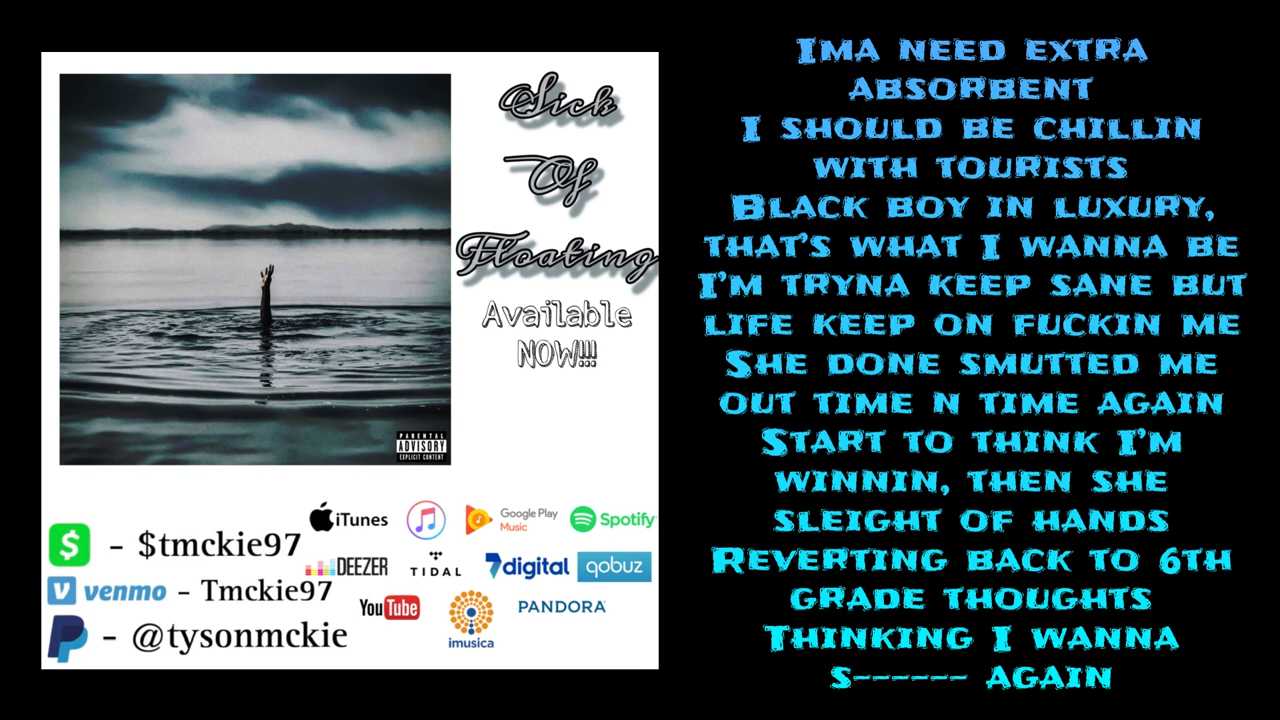 Sick
Of
Floating
Available
NOW!!!
PARENTAL
ADVISORY
EXPLICIT CONTENT
$ - $tmckie97
iTunes
Google Play
Music
Spotify
DEEZER
TIDAL
7digital
qobuz
venmo - Tmckie97
YouTube
imusica
PANDORA
- @tysonmckie
Ima need extra
absorbent
I should be chillin
with tourists
Black boy in luxury,
that's what I wanna be
I'm tryna keep sane but
life keep on fuckin me
She done smutted me
out time n time again
Start to think I'm
winnin, then she
sleight of hands
Reverting back to 6th
grade thoughts
Thinking I wanna
s------ again